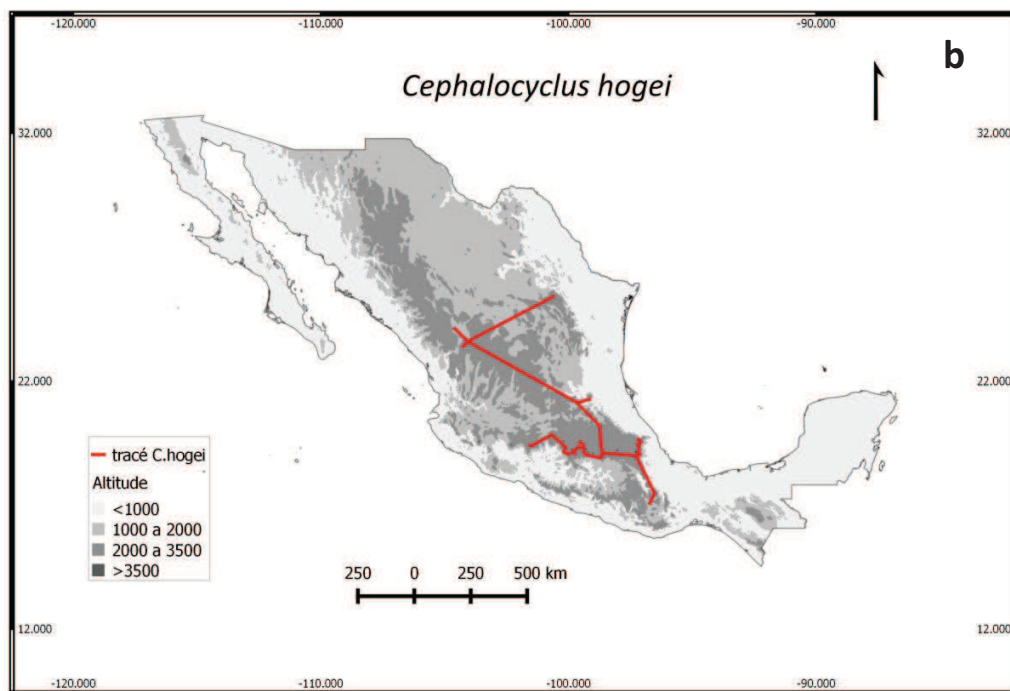 -120.000 -110.000 -100.000 -90.000
b
Cephalocyclus hogei
32.000 32.000
22.000 22.000
tracé C.hogei
Altitude
<1000
1000 a 2000
2000 a 3500
>3500
250 0 250 500 km
12.000 12.000
-120.000 -110.000 -100.000 -90.000